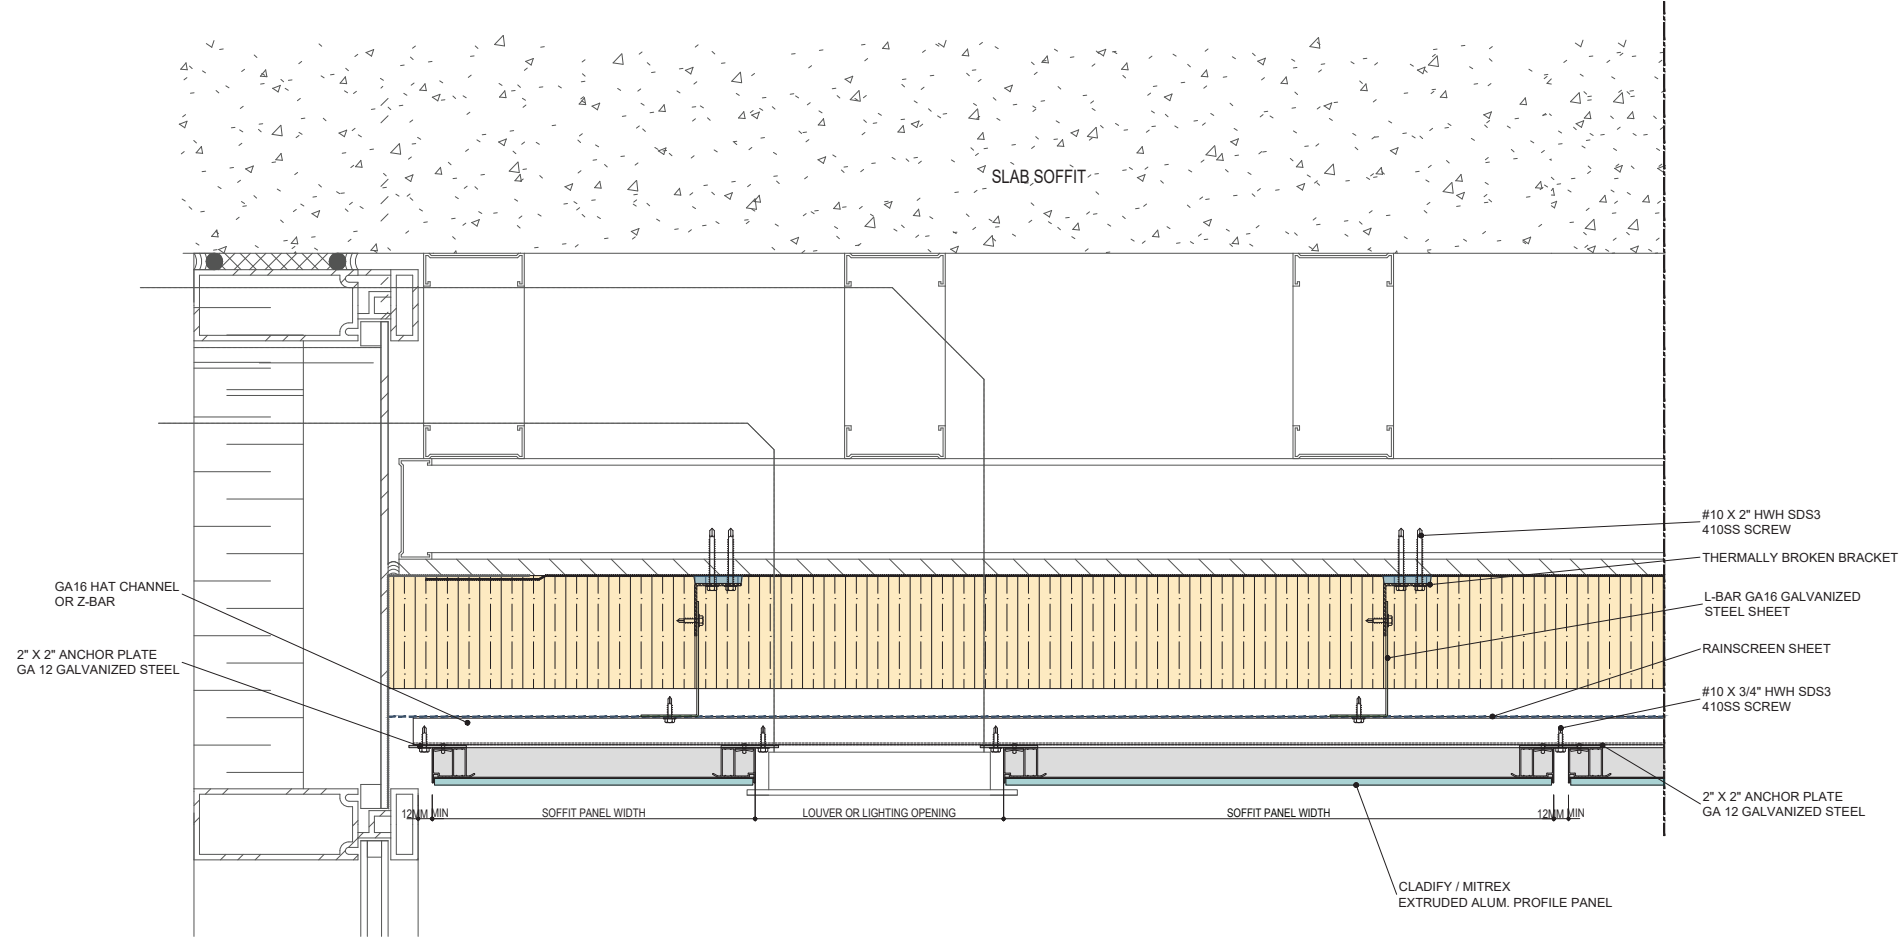 SLAB SOFFIT
#10 X 2" HWH SDS3
410SS SCREW
THERMALLY BROKEN BRACKET
GA16 HAT CHANNEL
OR Z-BAR
L-BAR GA16 GALVANIZED
STEEL SHEET
2" X 2" ANCHOR PLATE
GA 12 GALVANIZED STEEL
RAINSCREEN SHEET
#10 X 3/4" HWH SDS3
410SS SCREW
2" X 2" ANCHOR PLATE
GA 12 GALVANIZED STEEL
12MM MIN
SOFFIT PANEL WIDTH
LOUVER OR LIGHTING OPENING
SOFFIT PANEL WIDTH
12MM MIN
CLADIFY / MITREX
EXTRUDED ALUM. PROFILE PANEL